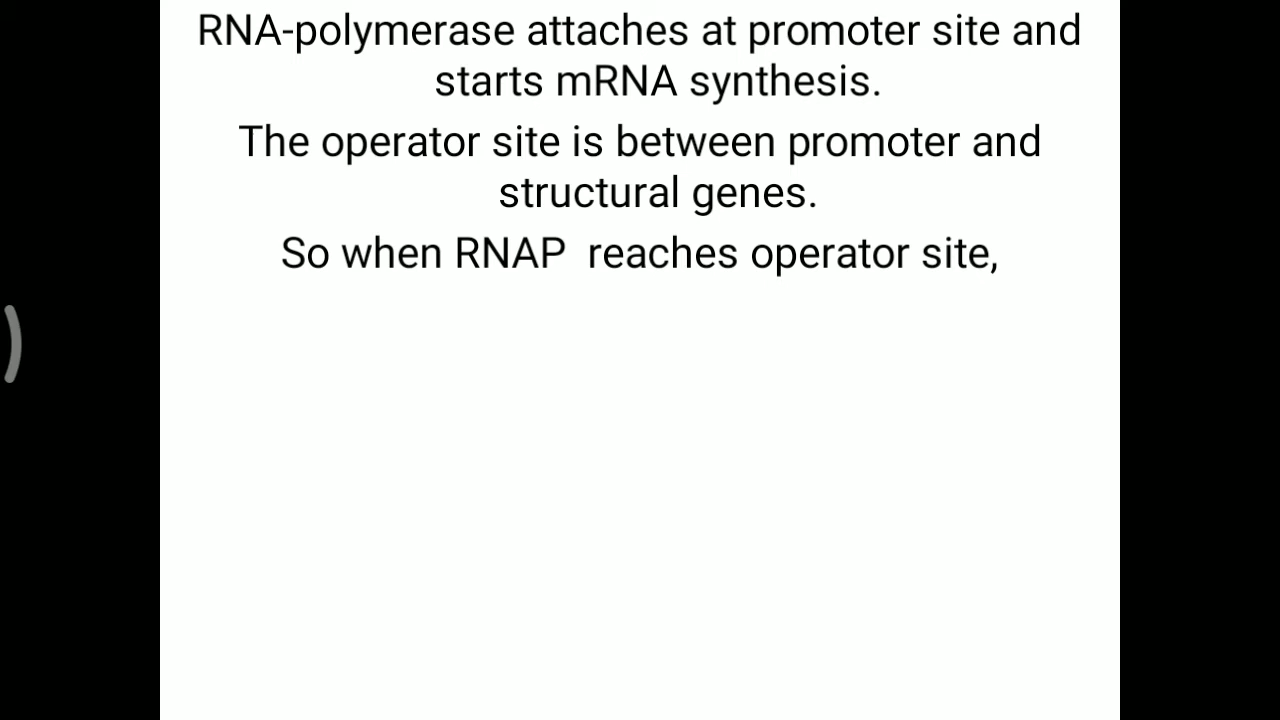 RNA-polymerase attaches at promoter site and
starts mRNA synthesis.
The operator site is between promoter and
structural genes.
So when RNAP  reaches operator site,